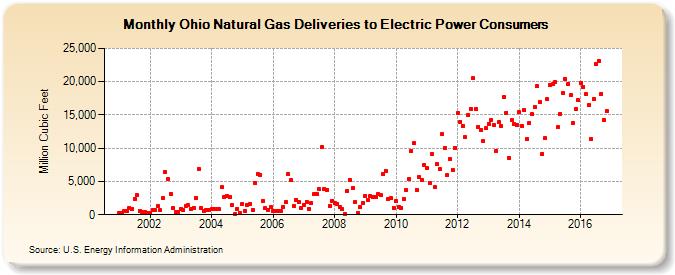 Monthly Ohio Natural Gas Deliveries to Electric Power Consumers
Million Cubic Feet
25,000
20,000
15,000
10,000
5,000
0
2002 2004 2006 2008 2010 2012 2014 2016
Source: U.S. Energy Information Administration